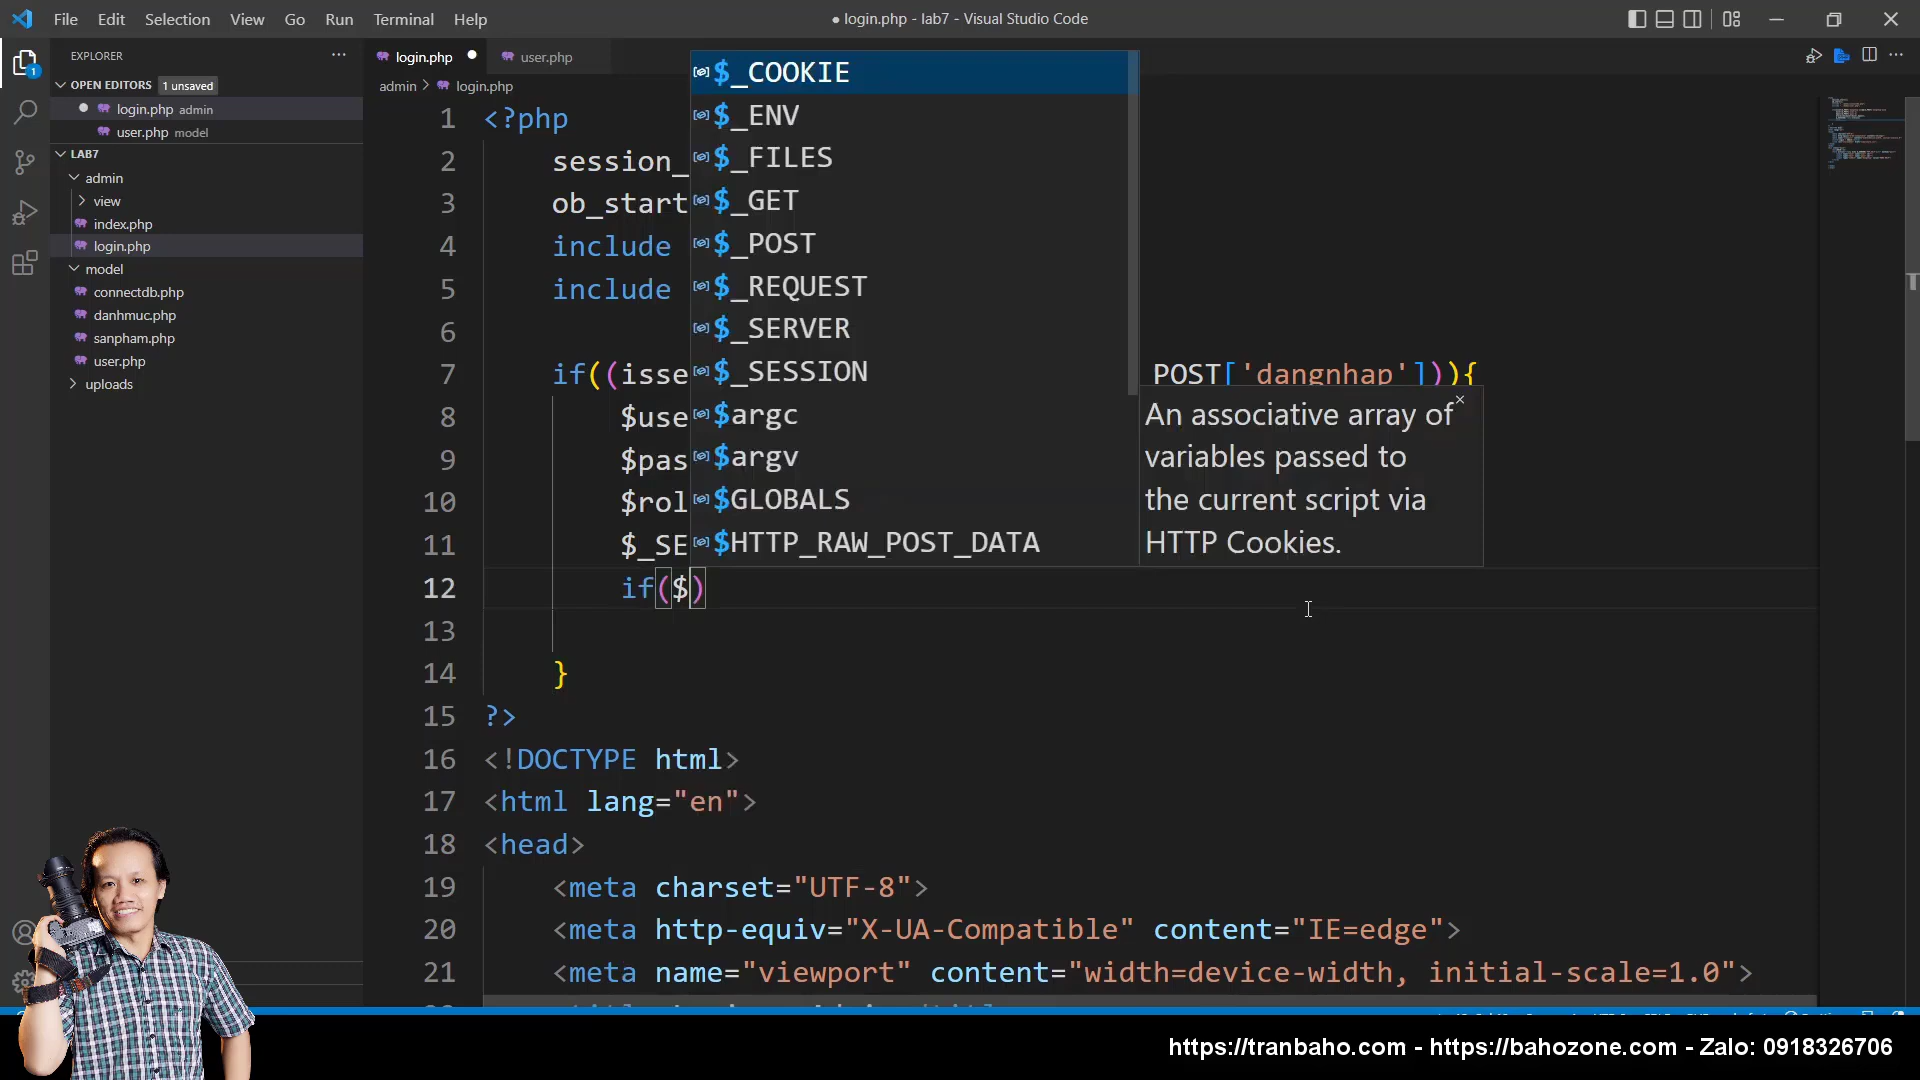 File Edit Selection View Go Run Terminal Help
● login.php - lab7 - Visual Studio Code
EXPLORER
OPEN EDITORS 1 unsaved
login.php admin
user.php model
LAB7
admin
view
index.php
login.php
model
connectdb.php
danhmuc.php
sanpham.php
user.php
uploads
1
login.php
user.php
admin > login.php
1 <?php
2 session_
3 ob_start
4 include
5 include
6
7 if((isse POST['dangnhap'])){
8 $use
9 $pas
10 $rol
11 $_SE
12 if($)
13
14 }
15 ?>
16 <!DOCTYPE html>
17 <html lang="en">
18 <head>
19 <meta charset="UTF-8">
20 <meta http-equiv="X-UA-Compatible" content="IE=edge">
21 <meta name="viewport" content="width=device-width, initial-scale=1.0">
$_COOKIE
$_ENV
$_FILES
$_GET
$_POST
$_REQUEST
$_SERVER
$_SESSION
$argc
$argv
$GLOBALS
$HTTP_RAW_POST_DATA
An associative array of
variables passed to
the current script via
HTTP Cookies.
https://tranbaho.com - https://bahozone.com - Zalo: 0918326706